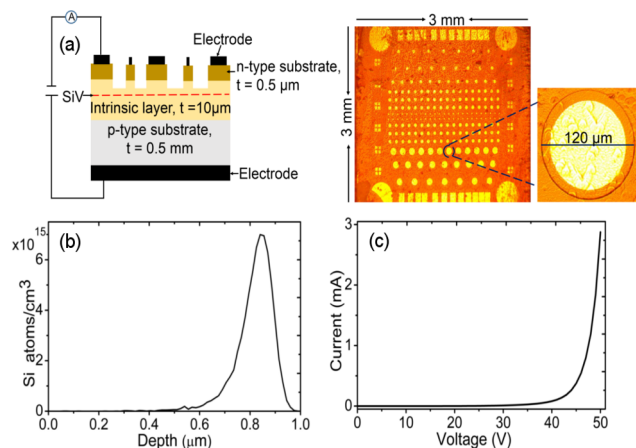 (a)
A
Electrode
n-type substrate,
t = 0.5 µm
SiV
Intrinsic layer, t =10µm
p-type substrate,
t = 0.5 mm
Electrode
3 mm
3 mm
120 µm
(b)
x10 15
6
4
2
0
Si atoms/cm3
0.0 0.2 0.4 0.6 0.8 1.0
Depth (µm)
(c)
3
2
1
0
Current (mA)
0 10 20 30 40 50
Voltage (V)